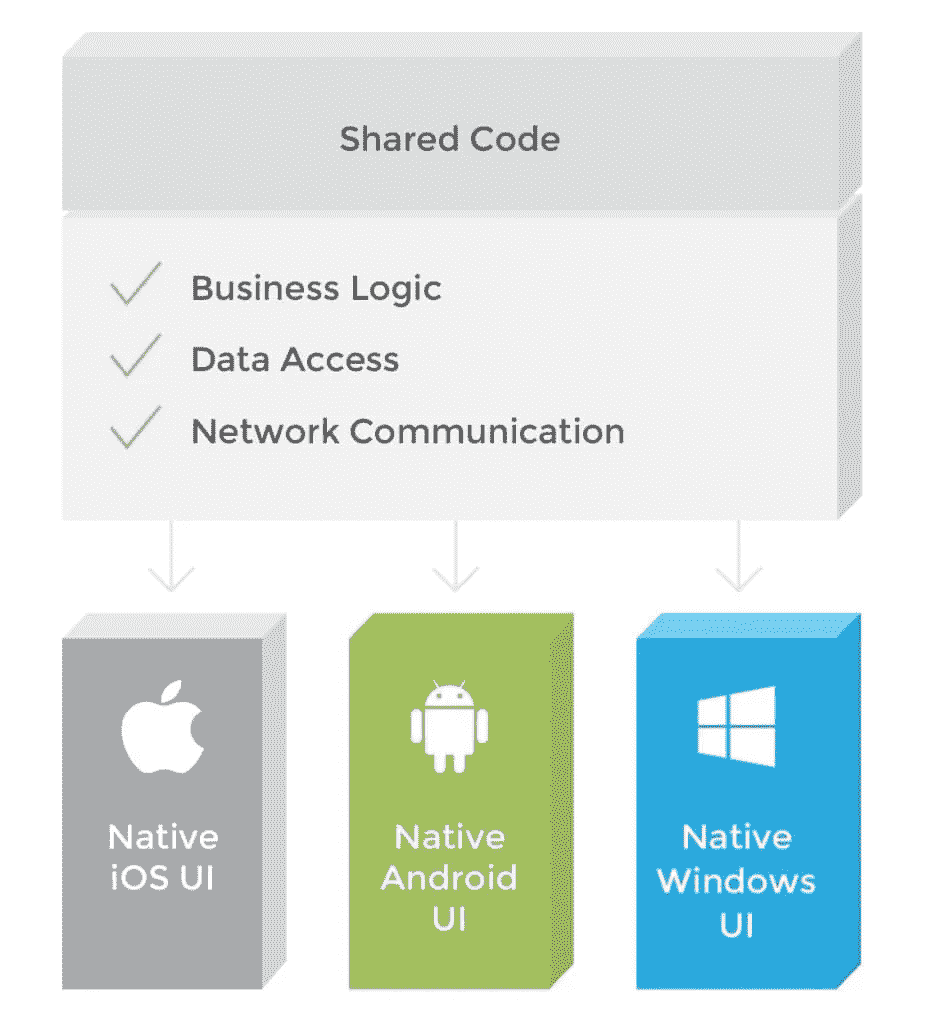 Shared Code
Business Logic
Data Access
Network Communication
Native
iOS UI
Native
Android
UI
Native
Windows
UI